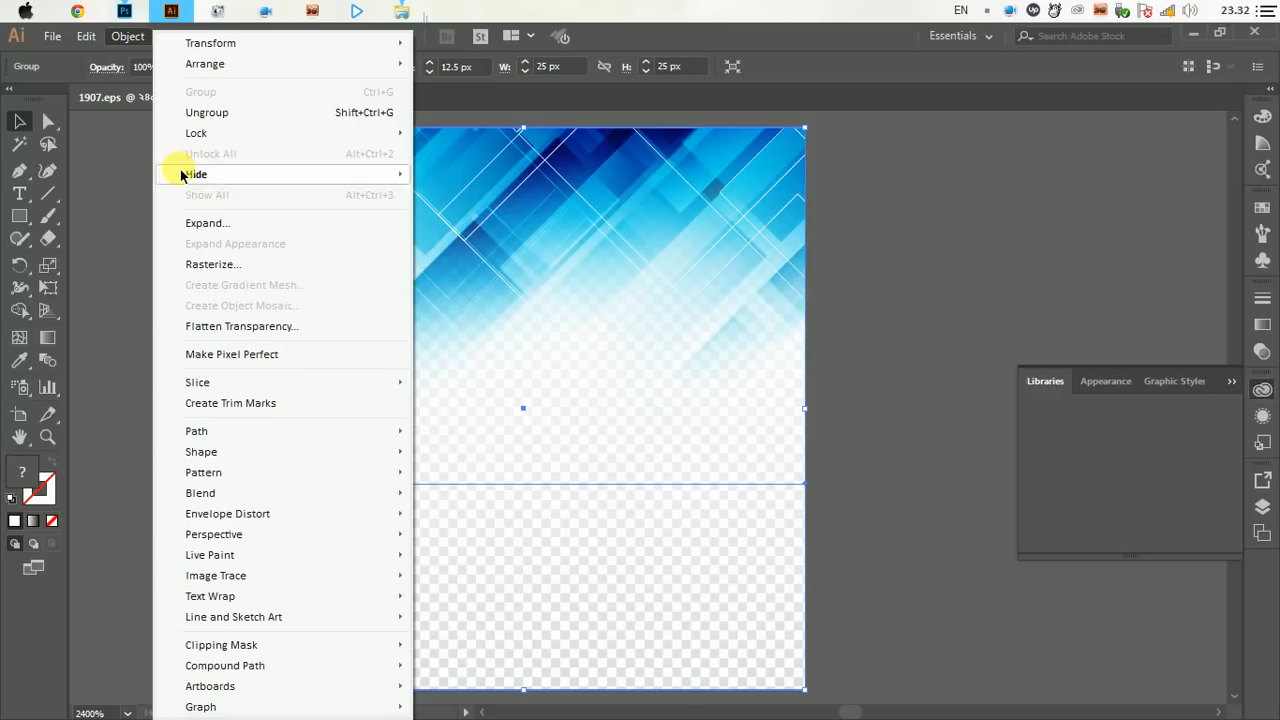 EN
Up
23.32
Ai
File
Edit
Object
Br
St
Essentials
Search Adobe Stock
Group
Opacity:
100%
12.5 px
W:
25 px
H:
25 px
1907.eps @
Transform
Arrange
Group Ctrl+G
Ungroup Shift+Ctrl+G
Lock
Unlock All Alt+Ctrl+2
Hide
Show All Alt+Ctrl+3
Expand...
Expand Appearance
Rasterize...
Create Gradient Mesh...
Create Object Mosaic...
Flatten Transparency...
Make Pixel Perfect
Slice
Create Trim Marks
Path
Shape
Pattern
Blend
Envelope Distort
Perspective
Live Paint
Image Trace
Text Wrap
Line and Sketch Art
Clipping Mask
Compound Path
Artboards
Graph
Libraries
Appearance
Graphic Styles
?
2400%